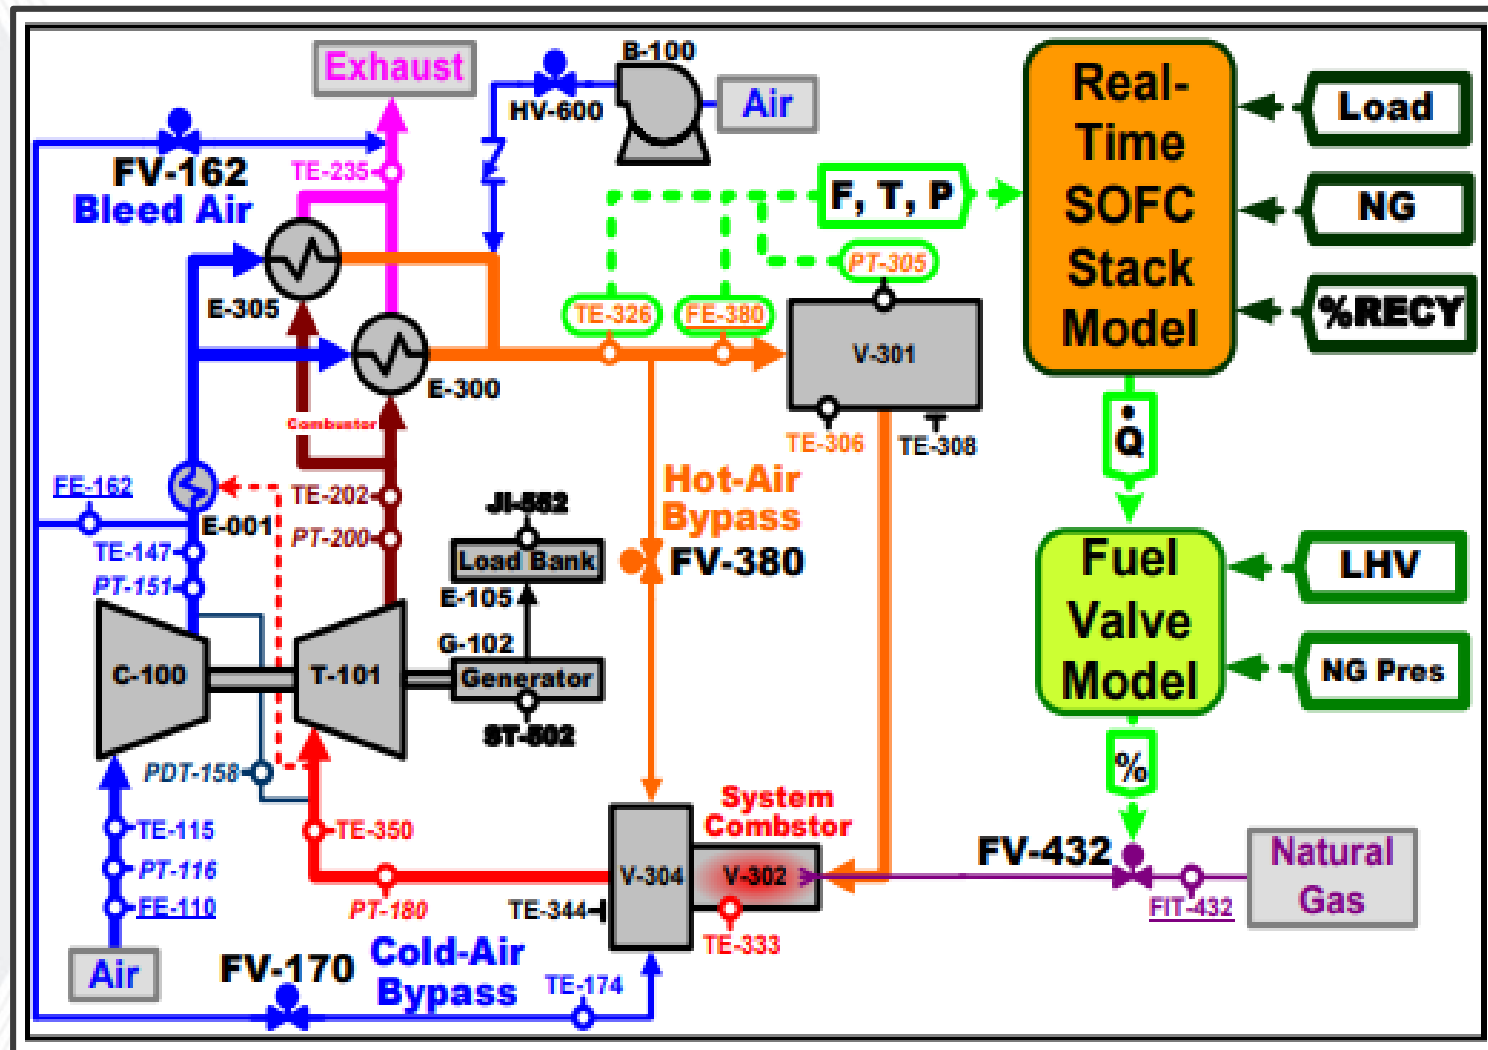 Exhaust
B-100
HV-600
Air
FV-162
Bleed Air
TE-235
E-305
E-300
Combustor
FE-162
E-001
TE-202
PT-200
TE-147
PT-151
JI-552
Load Bank
E-105
G-102
Generator
ST-502
C-100
T-101
PDT-158
TE-115
PT-116
FE-110
Air
TE-350
PT-180
FV-170
Cold-Air
Bypass
TE-174
TE-344
V-304
V-302
TE-333
System
Combstor
Hot-Air
Bypass
FV-380
TE-326
FE-380
PT-305
V-301
TE-306
TE-308
F, T, P
Real-
Time
SOFC
Stack
Model
Load
NG
%RECY
Q̇
Fuel
Valve
Model
LHV
NG Pres
%
FV-432
FIT-432
Natural
Gas